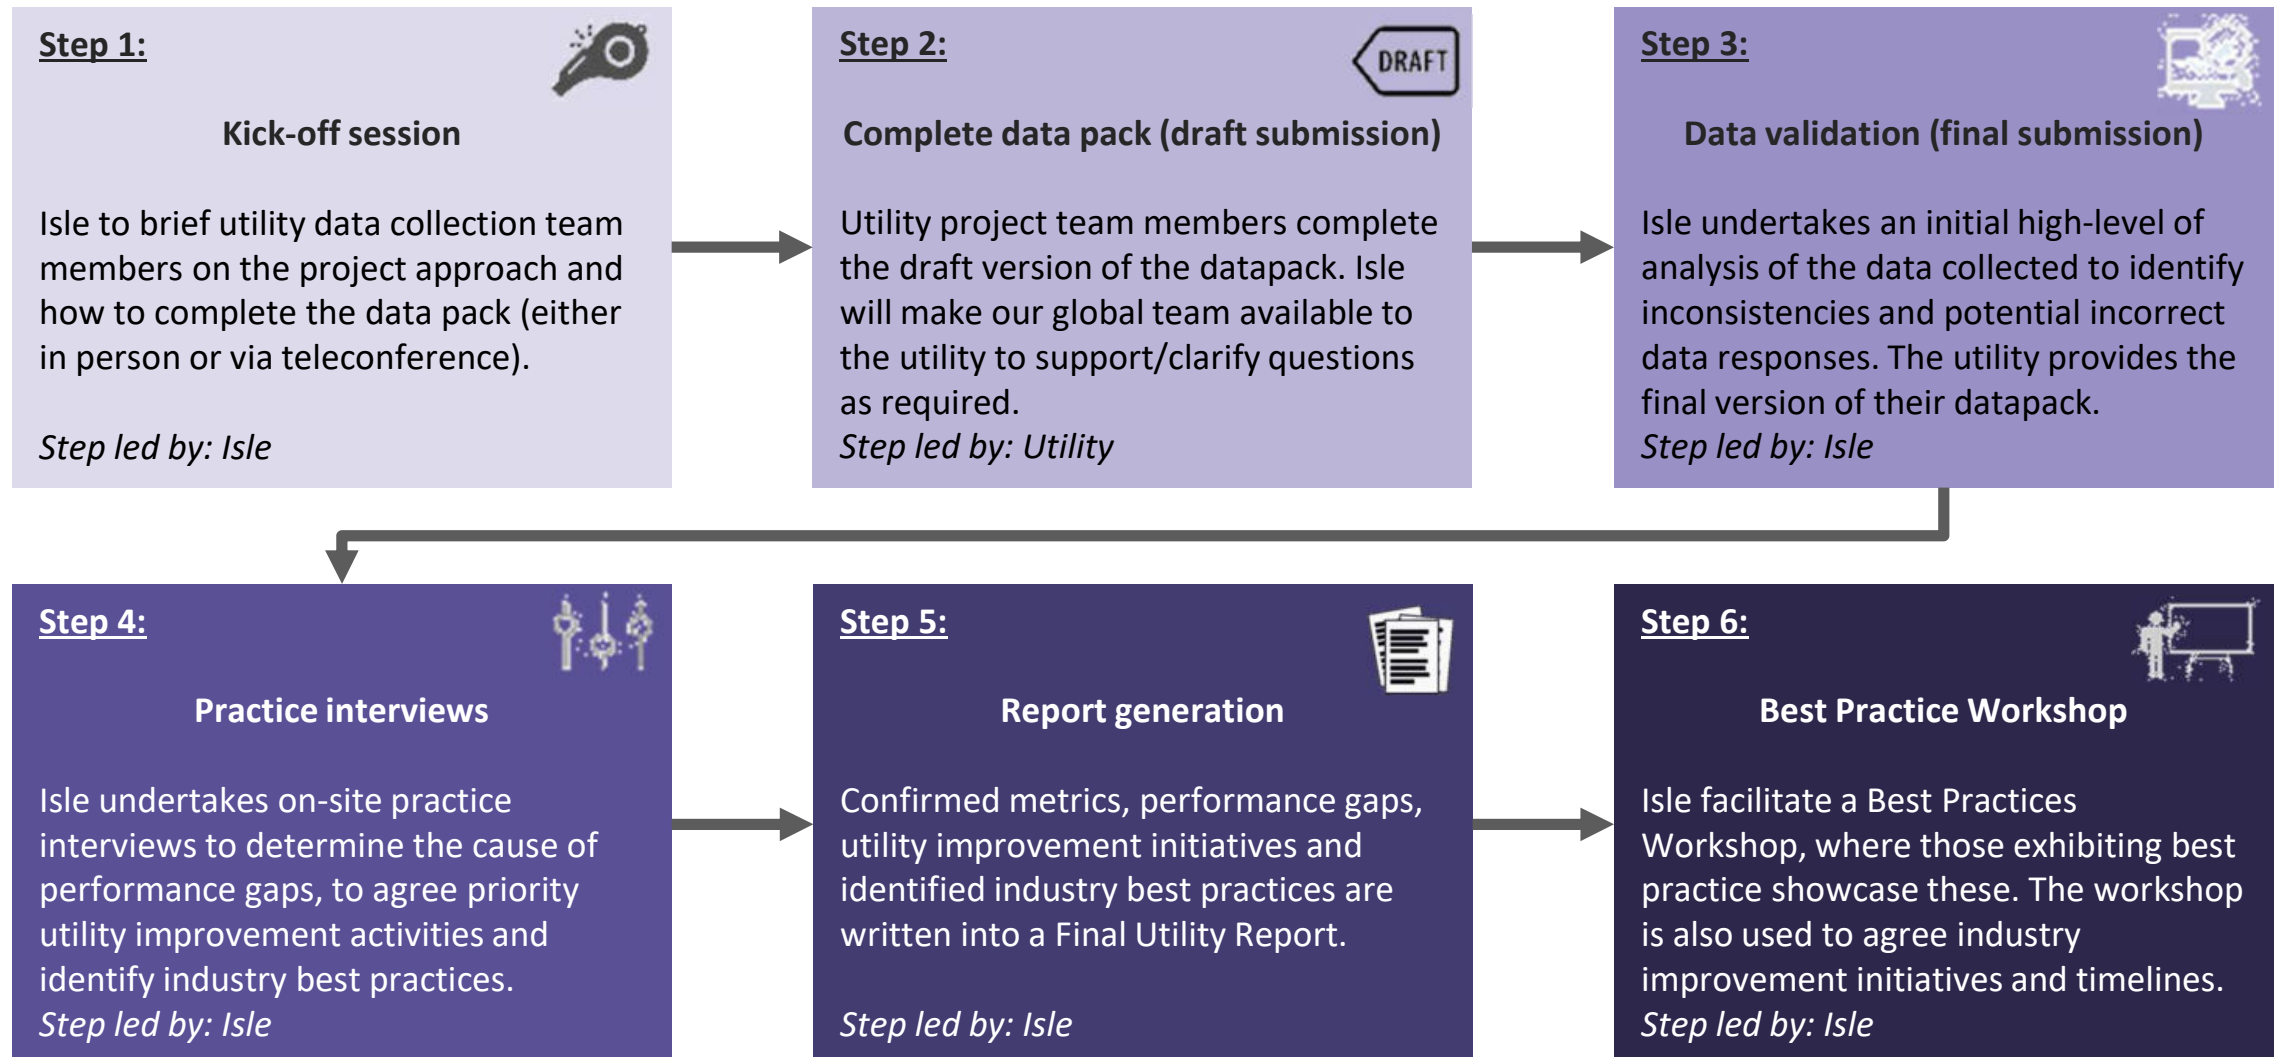 Step 1:
Kick-off session
Isle to brief utility data collection team
members on the project approach and
how to complete the data pack (either
in person or via teleconference).
Step led by: Isle
Step 2:
DRAFT
Complete data pack (draft submission)
Utility project team members complete
the draft version of the datapack. Isle
will make our global team available to
the utility to support/clarify questions
as required.
Step led by: Utility
Step 3:
Data validation (final submission)
Isle undertakes an initial high-level of
analysis of the data collected to identify
inconsistencies and potential incorrect
data responses. The utility provides the
final version of their datapack.
Step led by: Isle
Step 4:
Practice interviews
Isle undertakes on-site practice
interviews to determine the cause of
performance gaps, to agree priority
utility improvement activities and
identify industry best practices.
Step led by: Isle
Step 5:
Report generation
Confirmed metrics, performance gaps,
utility improvement initiatives and
identified industry best practices are
written into a Final Utility Report.
Step led by: Isle
Step 6:
Best Practice Workshop
Isle facilitate a Best Practices
Workshop, where those exhibiting best
practice showcase these. The workshop
is also used to agree industry
improvement initiatives and timelines.
Step led by: Isle